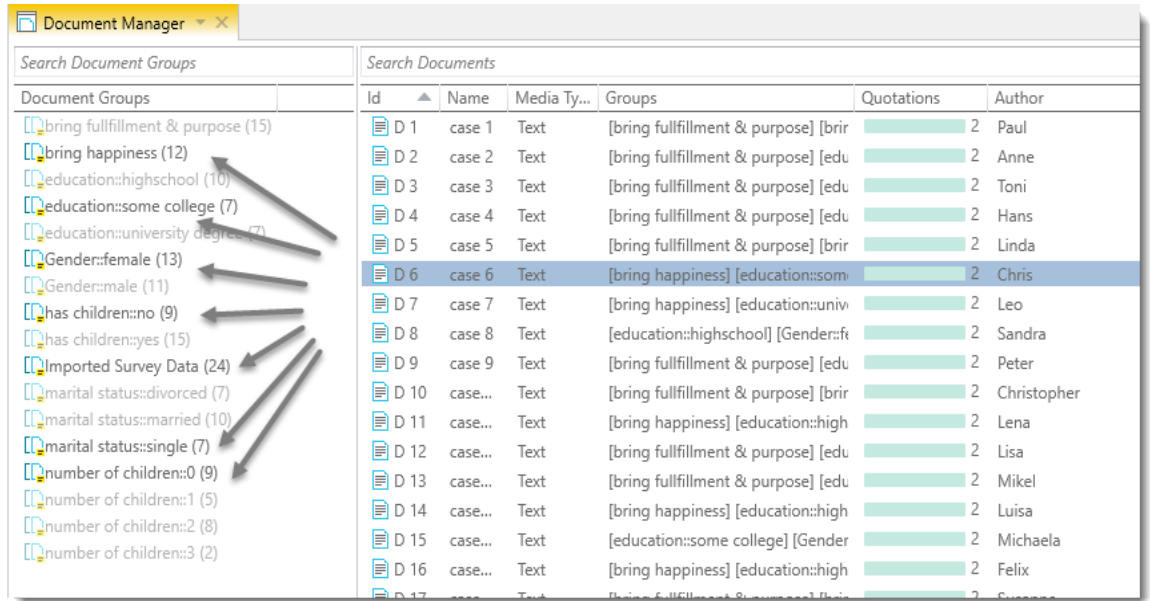 Document Manager
Search Document Groups
Document Groups
bring fullfillment & purpose (15)
bring happiness (12)
education::highschool (10)
education::some college (7)
education::university degree (7)
Gender::female (13)
Gender::male (11)
has children::no (9)
has children::yes (15)
Imported Survey Data (24)
marital status::divorced (7)
marital status::married (10)
marital status::single (7)
number of children::0 (9)
number of children::1 (5)
number of children::2 (8)
number of children::3 (2)
Search Documents
Id Name Media Ty... Groups Quotations Author
D 1 case 1 Text [bring fullfillment & purpose] [brir 2 Paul
D 2 case 2 Text [bring fullfillment & purpose] [edu 2 Anne
D 3 case 3 Text [bring fullfillment & purpose] [edu 2 Toni
D 4 case 4 Text [bring fullfillment & purpose] [edu 2 Hans
D 5 case 5 Text [bring fullfillment & purpose] [brir 2 Linda
D 6 case 6 Text [bring happiness] [education::som 2 Chris
D 7 case 7 Text [bring happiness] [education::unive 2 Leo
D 8 case 8 Text [education::highschool] [Gender::fe 2 Sandra
D 9 case 9 Text [bring fullfillment & purpose] [edu 2 Peter
D 10 case... Text [bring fullfillment & purpose] [brir 2 Christopher
D 11 case... Text [bring happiness] [education::high 2 Lena
D 12 case... Text [bring fullfillment & purpose] [edu 2 Lisa
D 13 case... Text [bring fullfillment & purpose] [edu 2 Mikel
D 14 case... Text [bring happiness] [education::high 2 Luisa
D 15 case... Text [education::some college] [Gender 2 Michaela
D 16 case... Text [bring happiness] [education::high 2 Felix